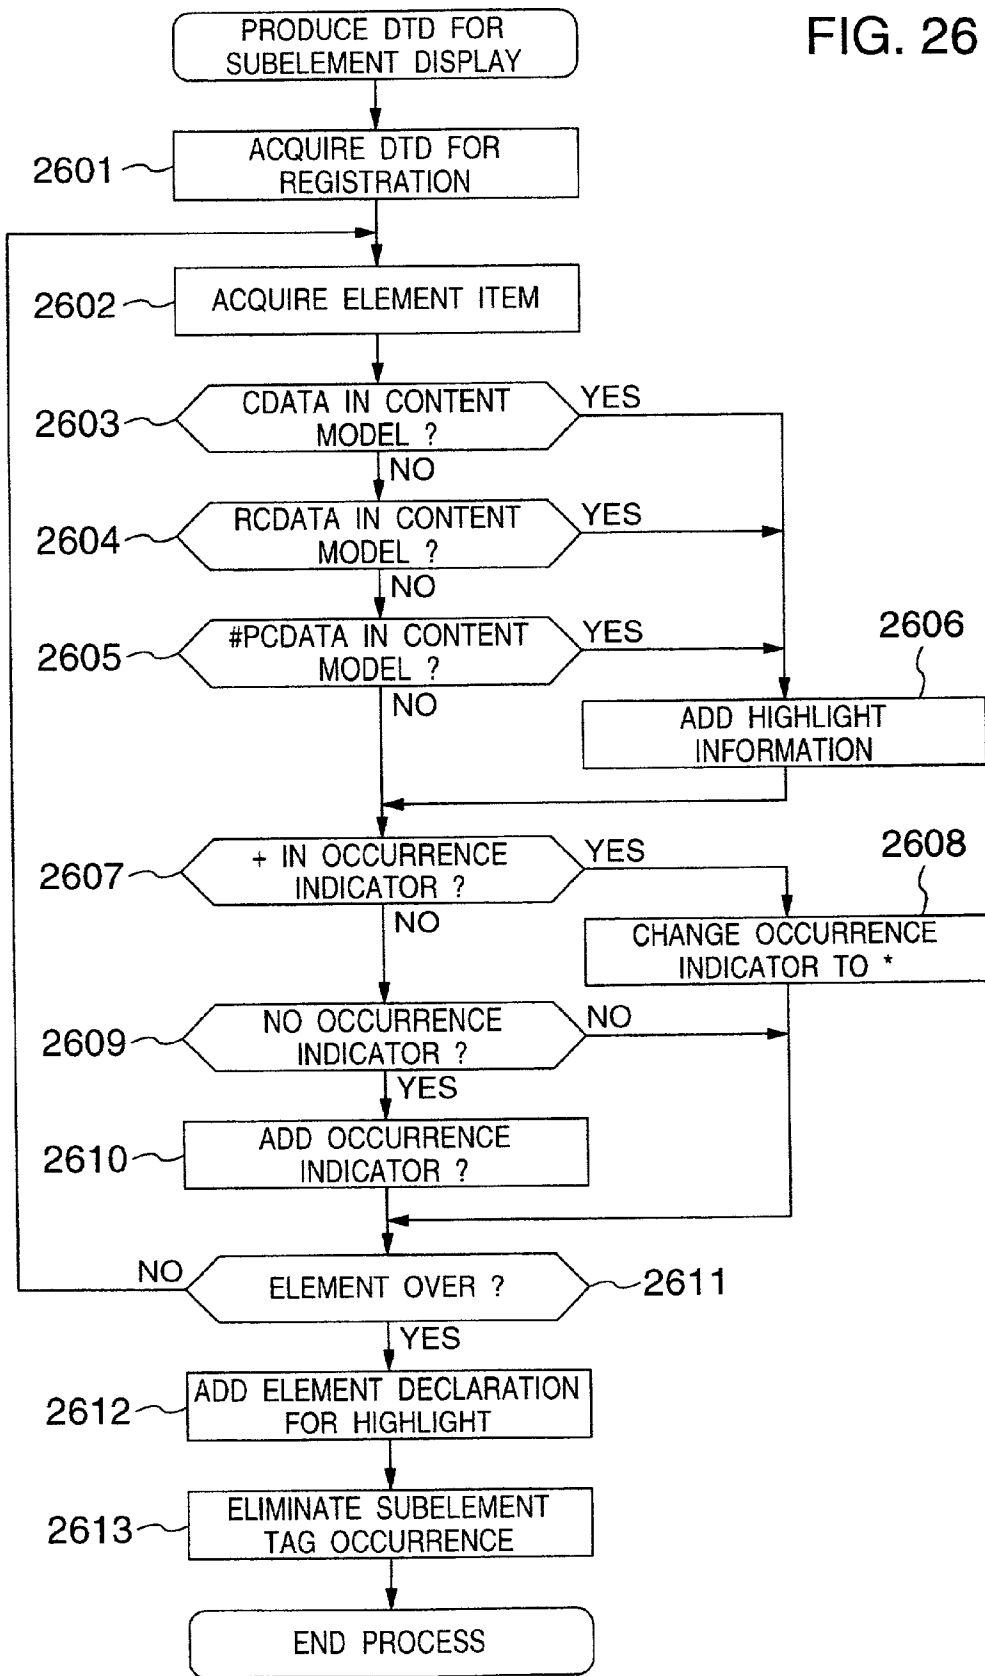 FIG. 26
PRODUCE DTD FOR
SUBELEMENT DISPLAY
2601
ACQUIRE DTD FOR
REGISTRATION
2602
ACQUIRE ELEMENT ITEM
2603
CDATA IN CONTENT
MODEL ?
YES
NO
2604
RCDATA IN CONTENT
MODEL ?
YES
NO
2605
#PCDATA IN CONTENT
MODEL ?
YES
NO
2606
ADD HIGHLIGHT
INFORMATION
2607
+ IN OCCURRENCE
INDICATOR ?
YES
NO
2608
CHANGE OCCURRENCE
INDICATOR TO *
2609
NO OCCURRENCE
INDICATOR ?
NO
YES
2610
ADD OCCURRENCE
INDICATOR ?
NO
ELEMENT OVER ?
2611
YES
2612
ADD ELEMENT DECLARATION
FOR HIGHLIGHT
2613
ELIMINATE SUBELEMENT
TAG OCCURRENCE
END PROCESS